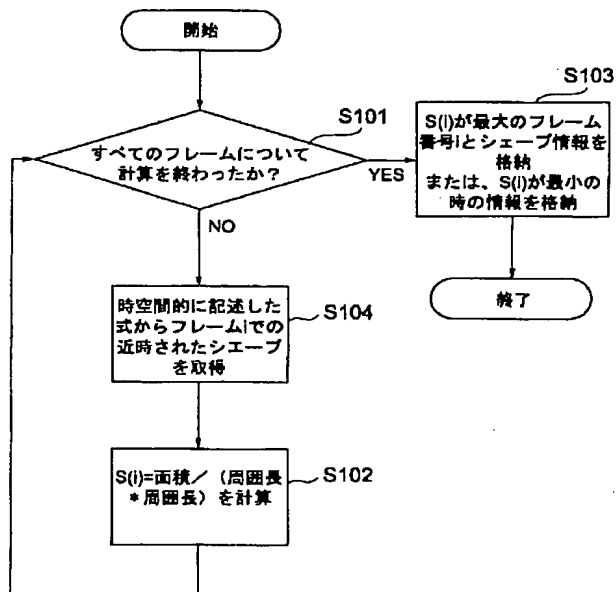 開始
S101
すべてのフレームについて
計算を終わったか？
YES
NO
S103
S(i)が最大のフレーム
番号iとシェープ情報を
格納
または、S(i)が最小の
時の情報を格納
終了
時空間的に記述した
式からフレームiでの
近時されたシエープ
を取得
S104
S(i)=面積／（周囲長
*周囲長）を計算
S102